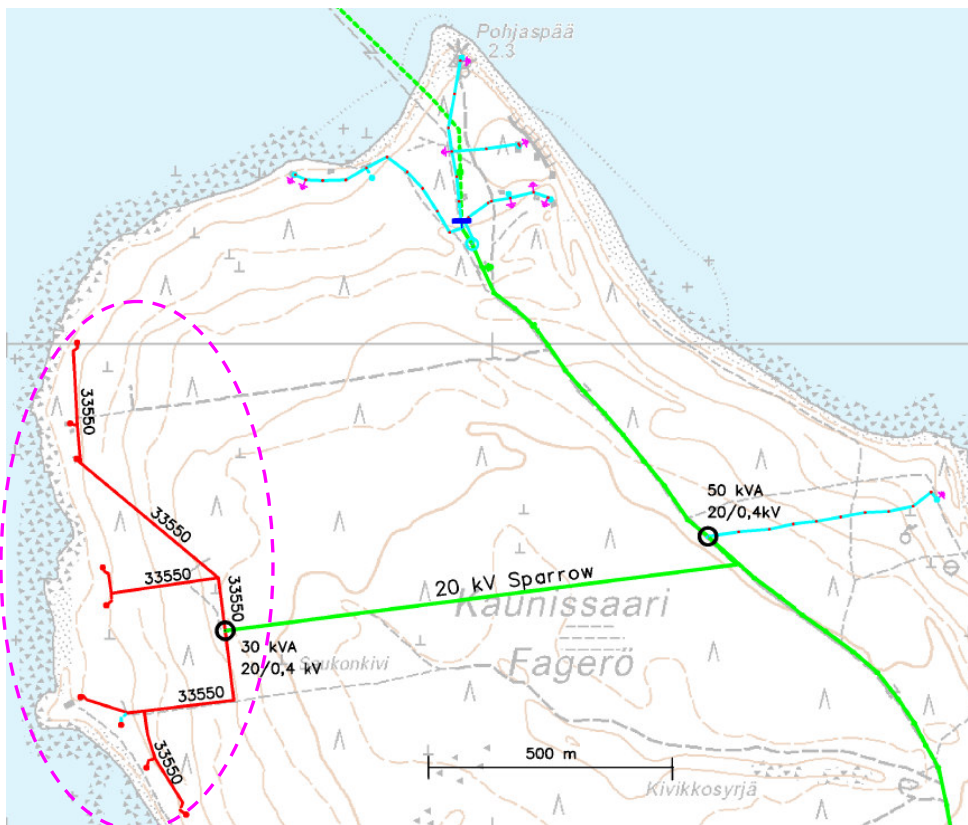 Pohjaspää
2.3
33550
50 kVA
20/0,4kV
33550
33550
33550
20 kV Sparrow
Kaunissaari
30 kVA
20/0,4 kV
Fagerö
33550
500 m
33550
Kivikkosyrjä